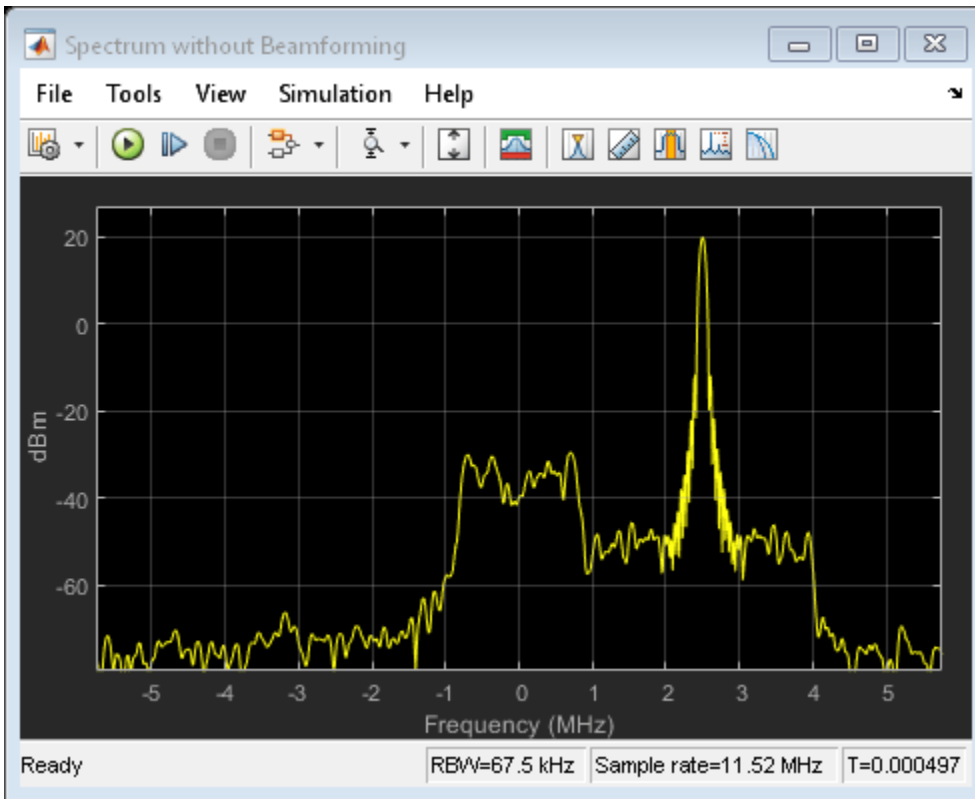 Spectrum without Beamforming
File Tools View Simulation Help
20
0
-20
-40
-60
dBm
-5 -4 -3 -2 -1 0 1 2 3 4 5
Frequency (MHz)
Ready RBW=67.5 kHz Sample rate=11.52 MHz T=0.000497